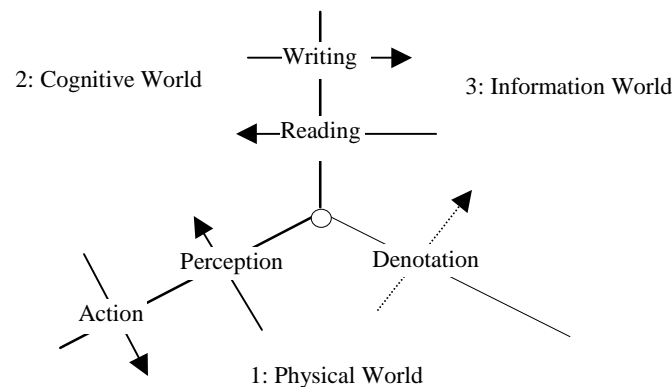 Writing
2: Cognitive World
3: Information World
Reading
Perception
Denotation
Action
1: Physical World